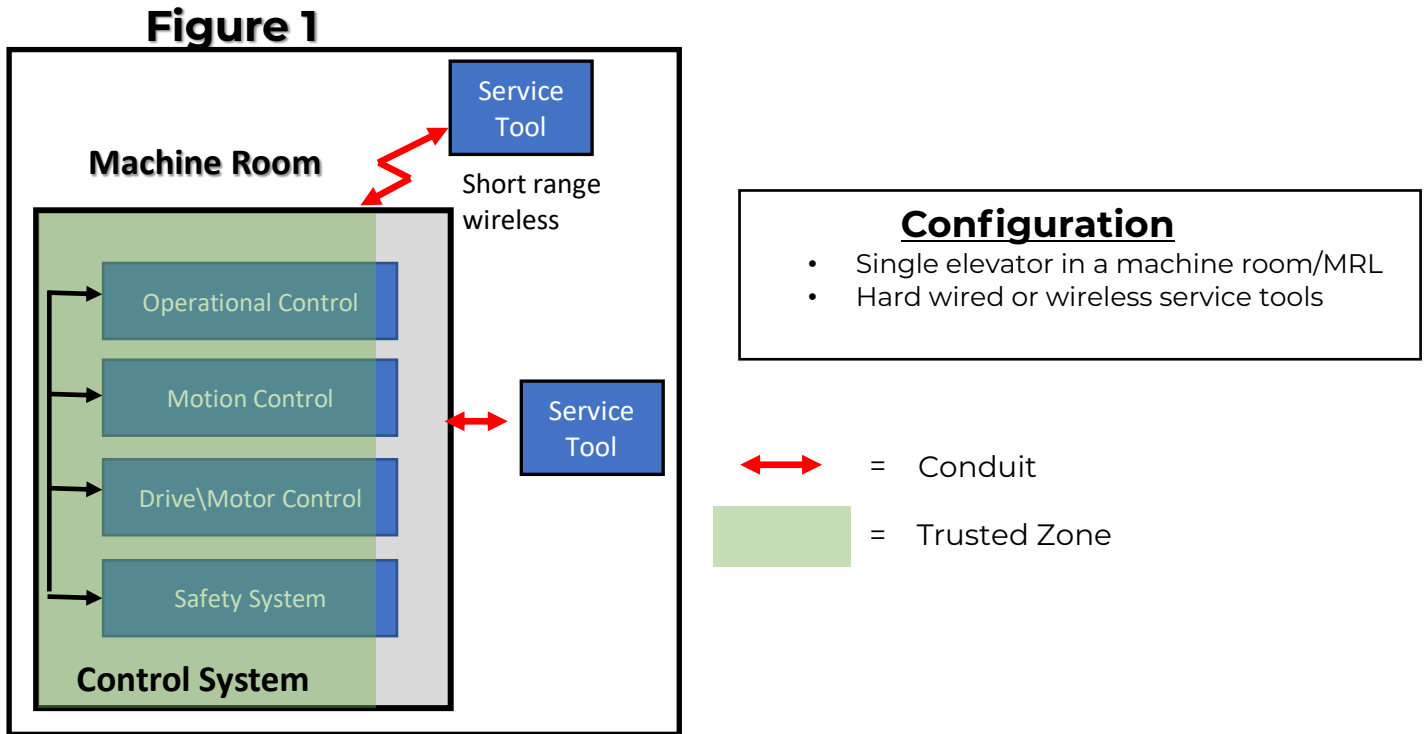 Figure 1
Service
Tool
Machine Room
Short range
wireless
Operational Control
Motion Control
Drive\Motor Control
Safety System
Control System
Service
Tool
Configuration
• Single elevator in a machine room/MRL
• Hard wired or wireless service tools
= Conduit
= Trusted Zone